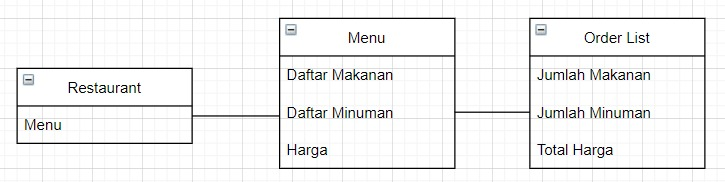 Restaurant
Menu
Menu
Daftar Makanan
Daftar Minuman
Harga
Order List
Jumlah Makanan
Jumlah Minuman
Total Harga